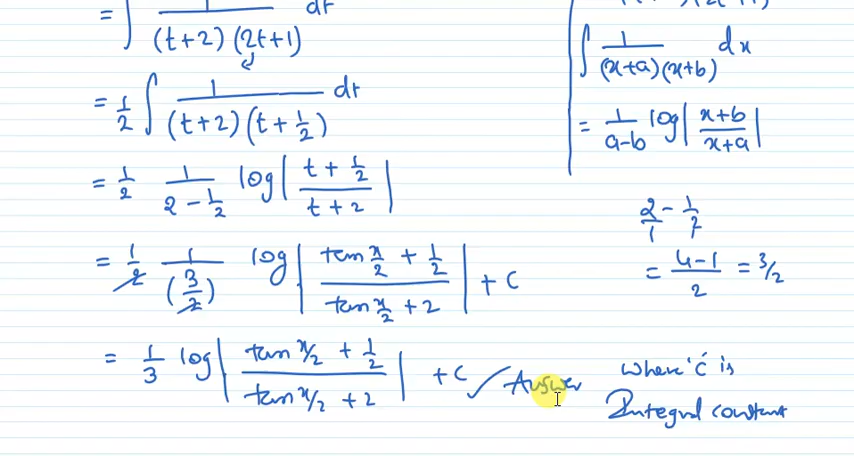 = ∫ 1/((t+2)(2t+1)) dt
= 1/2 ∫ 1/((t+2)(t+1/2)) dt
= 1/2 1/(2-1/2) log| (t+1/2)/(t+2) |
= 1/2 1/(3/2) log| (tan x/2 + 1/2)/(tan x/2 + 2) | + C
= 1/3 log| (tan x/2 + 1/2)/(tan x/2 + 2) | + C ✓ Answer
∫ 1/((x+a)(x+b)) dx
= 1/(a-b) log| (x+b)/(x+a) |
2/1 - 1/2
= (4-1)/2 = 3/2
where 'c' is
Integral constant